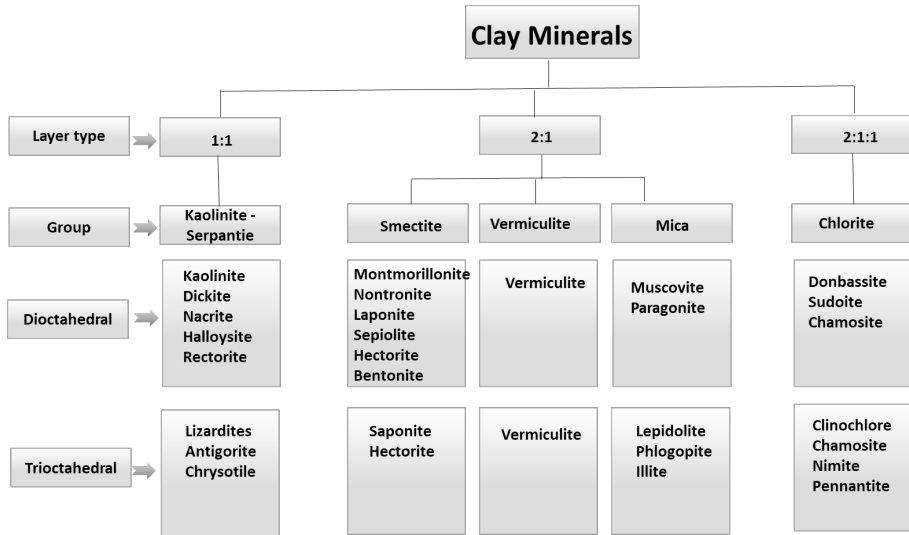 Clay Minerals
Layer type
1:1
2:1
2:1:1
Group
Kaolinite -
Serpantie
Smectite
Vermiculite
Mica
Chlorite
Dioctahedral
Kaolinite
Dickite
Nacrite
Halloysite
Rectorite
Montmorillonite
Nontronite
Laponite
Sepiolite
Hectorite
Bentonite
Vermiculite
Muscovite
Paragonite
Donbassite
Sudoite
Chamosite
Trioctahedral
Lizardites
Antigorite
Chrysotile
Saponite
Hectorite
Vermiculite
Lepidolite
Phlogopite
Illite
Clinochlore
Chamosite
Nimite
Pennantite